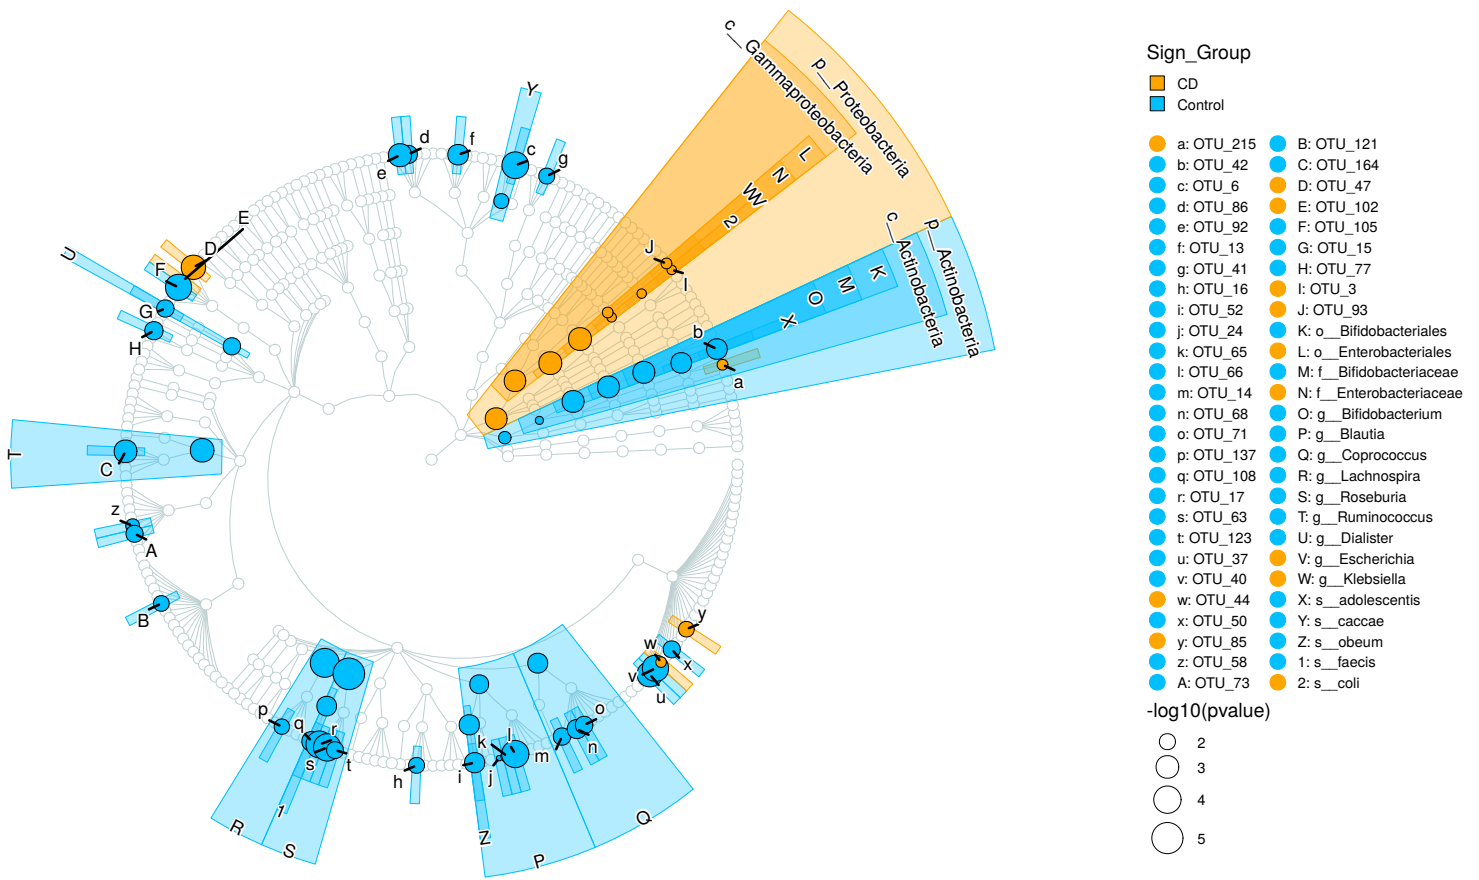 c__Gammaproteobacteria
p__Proteobacteria
c__Actinobacteria
p__Actinobacteria
L
N
W
V
2
K
M
O
X
J
I
b
a
Y
d
f
c
g
e
E
D
U
F
G
H
T
C
z
A
B
p
q
r
s
t
1
R
S
h
i
j
k
l
m
n
o
Z
P
Q
v
w
u
x
y
Sign_Group
CD
Control
a: OTU_215
b: OTU_42
c: OTU_6
d: OTU_86
e: OTU_92
f: OTU_13
g: OTU_41
h: OTU_16
i: OTU_52
j: OTU_24
k: OTU_65
l: OTU_66
m: OTU_14
n: OTU_68
o: OTU_71
p: OTU_137
q: OTU_108
r: OTU_17
s: OTU_63
t: OTU_123
u: OTU_37
v: OTU_40
w: OTU_44
x: OTU_50
y: OTU_85
z: OTU_58
A: OTU_73
B: OTU_121
C: OTU_164
D: OTU_47
E: OTU_102
F: OTU_105
G: OTU_15
H: OTU_77
I: OTU_3
J: OTU_93
K: o__Bifidobacteriales
L: o__Enterobacteriales
M: f__Bifidobacteriaceae
N: f__Enterobacteriaceae
O: g__Bifidobacterium
P: g__Blautia
Q: g__Coprococcus
R: g__Lachnospira
S: g__Roseburia
T: g__Ruminococcus
U: g__Dialister
V: g__Escherichia
W: g__Klebsiella
X: s__adolescentis
Y: s__caccae
Z: s__obeum
1: s__faecis
2: s__coli
-log10(pvalue)
2
3
4
5